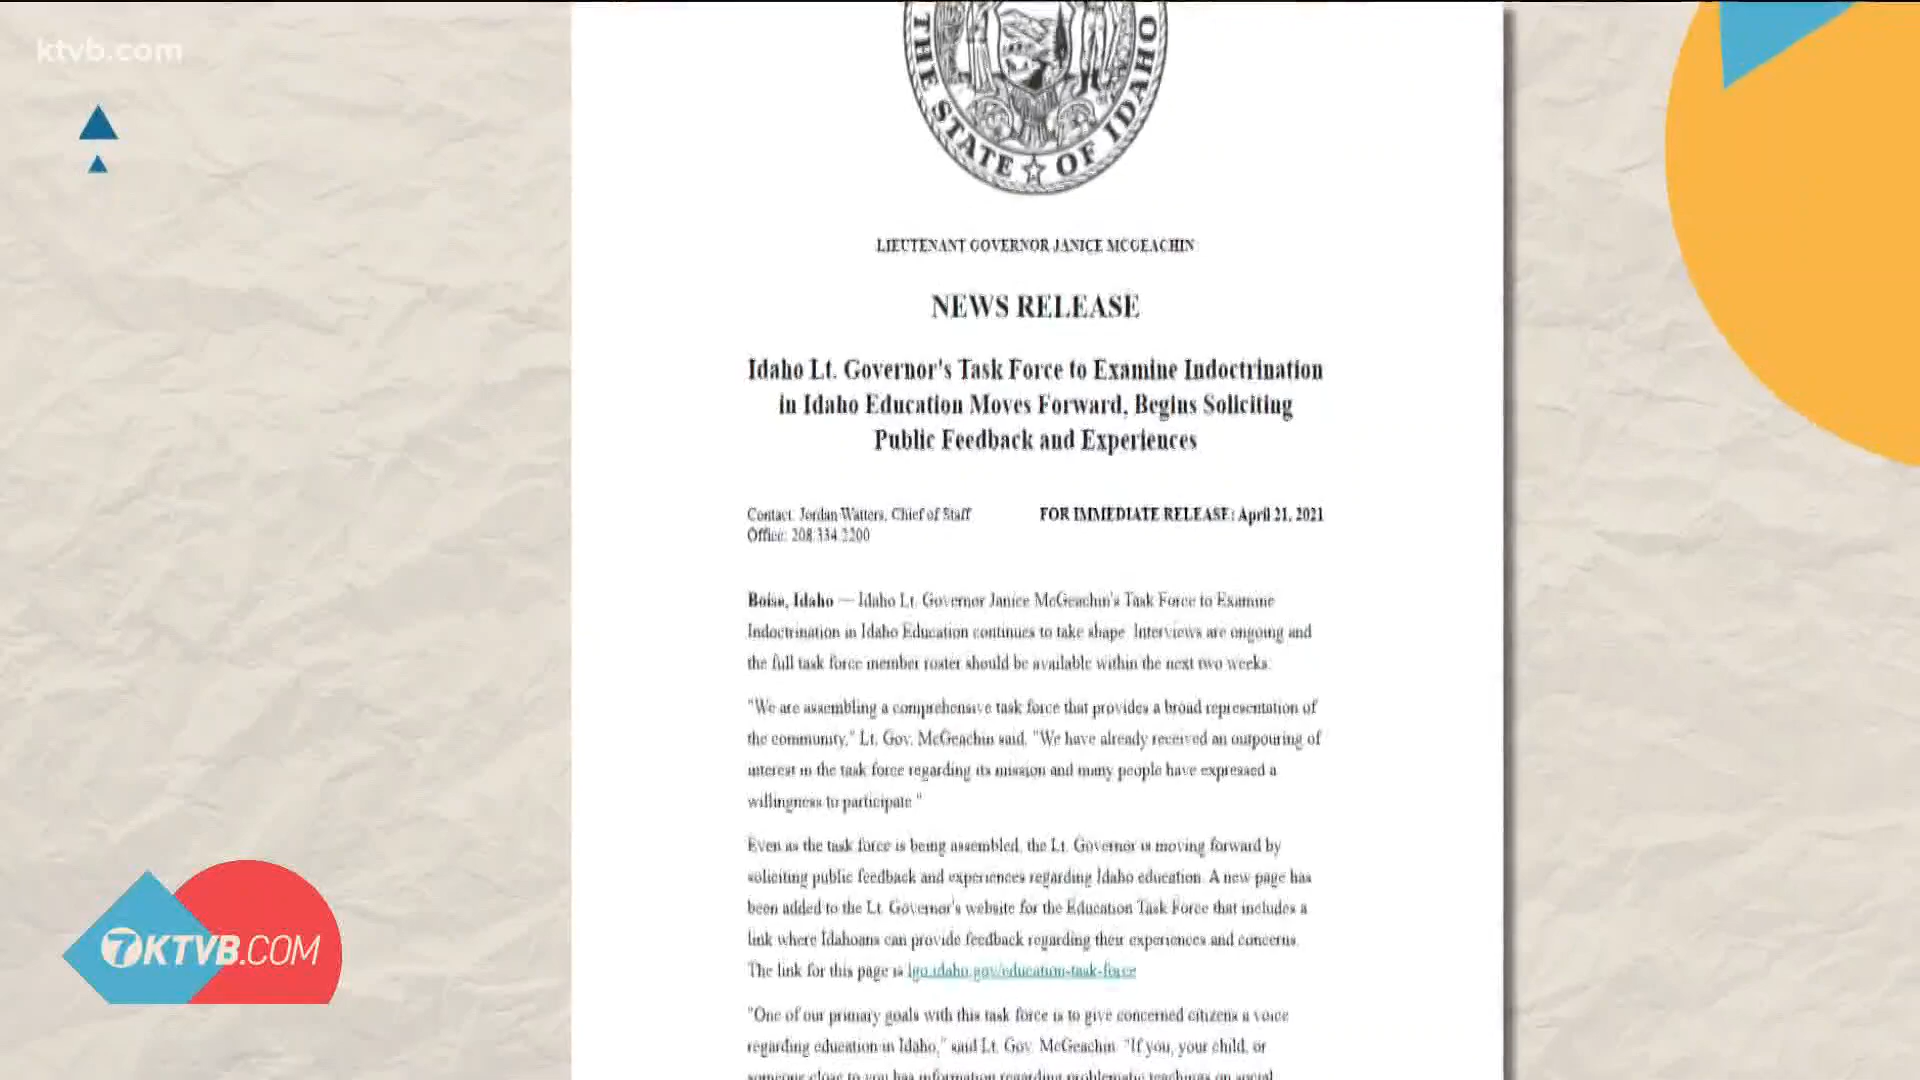 ktvb.com
THE STATE OF IDAHO
LIEUTENANT GOVERNOR JANICE MCGEACHIN
NEWS RELEASE
Idaho Lt. Governor's Task Force to Examine Indoctrination
in Idaho Education Moves Forward, Begins Soliciting
Public Feedback and Experiences
Contact: Jordan Watters, Chief of Staff
FOR IMMEDIATE RELEASE: April 21, 2021
Office: 208.334.2200
Boise, Idaho — Idaho Lt. Governor Janice McGeachin's Task Force to Examine
Indoctrination in Idaho Education continues to take shape. Interviews are ongoing and
the full task force member roster should be available within the next two weeks.
"We are assembling a comprehensive task force that provides a broad representation of
the community," Lt. Gov. McGeachin said. "We have already received an outpouring of
interest in the task force regarding its mission and many people have expressed a
willingness to participate."
Even as the task force is being assembled, the Lt. Governor is moving forward by
soliciting public feedback and experiences regarding Idaho education. A new page has
been added to the Lt. Governor's website for the Education Task Force that includes a
link where Idahoans can provide feedback regarding their experiences and concerns.
The link for this page is lgo.idaho.gov/education-task-force
"One of our primary goals with this task force is to give concerned citizens a voice
regarding education in Idaho," said Lt. Gov. McGeachin. "If you, your child, or
someone close to you has information regarding problematic teachings on social
7KTVB.COM